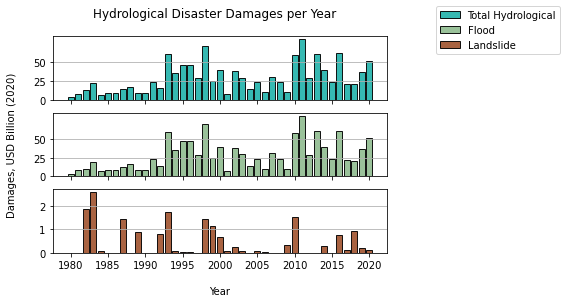 Hydrological Disaster Damages per Year
Total Hydrological
Flood
Landslide
Damages, USD Billion (2020)
50
25
0
50
25
0
2
1
0
1980 1985 1990 1995 2000 2005 2010 2015 2020
Year